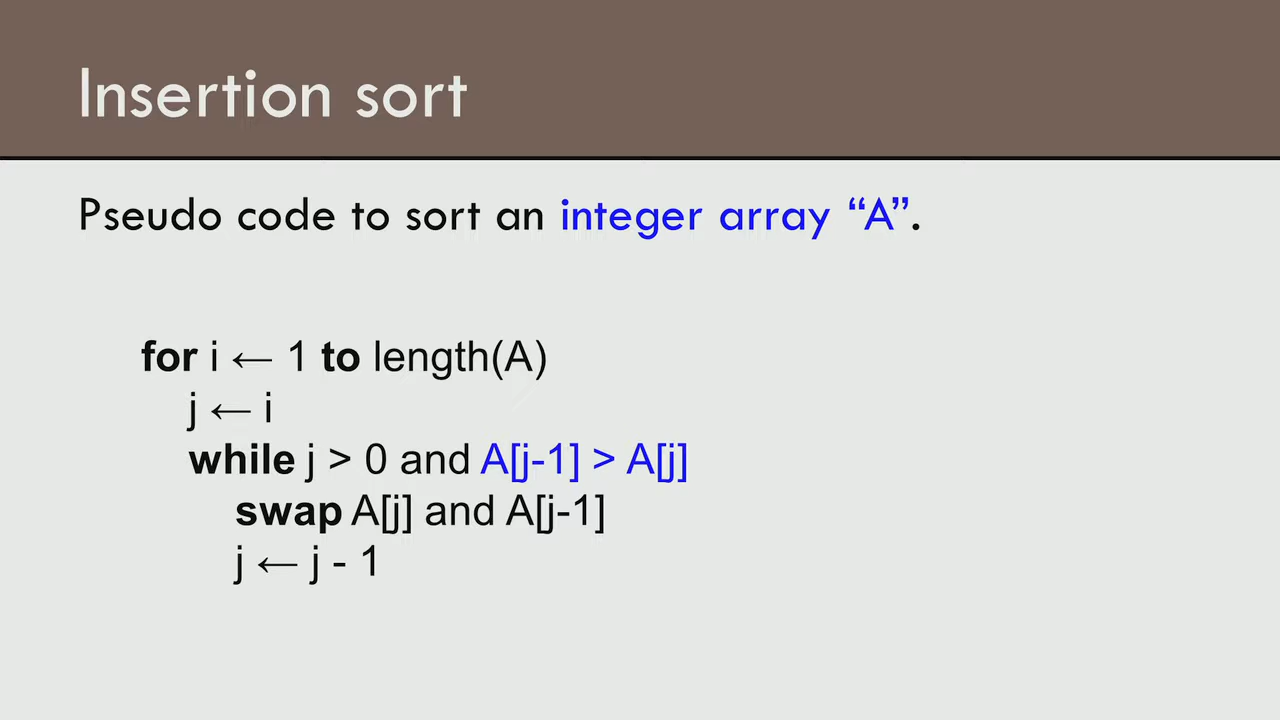 Insertion sort
Pseudo code to sort an integer array “A”.
for i ← 1 to length(A)
j ← i
while j > 0 and A[j-1] > A[j]
swap A[j] and A[j-1]
j ← j - 1